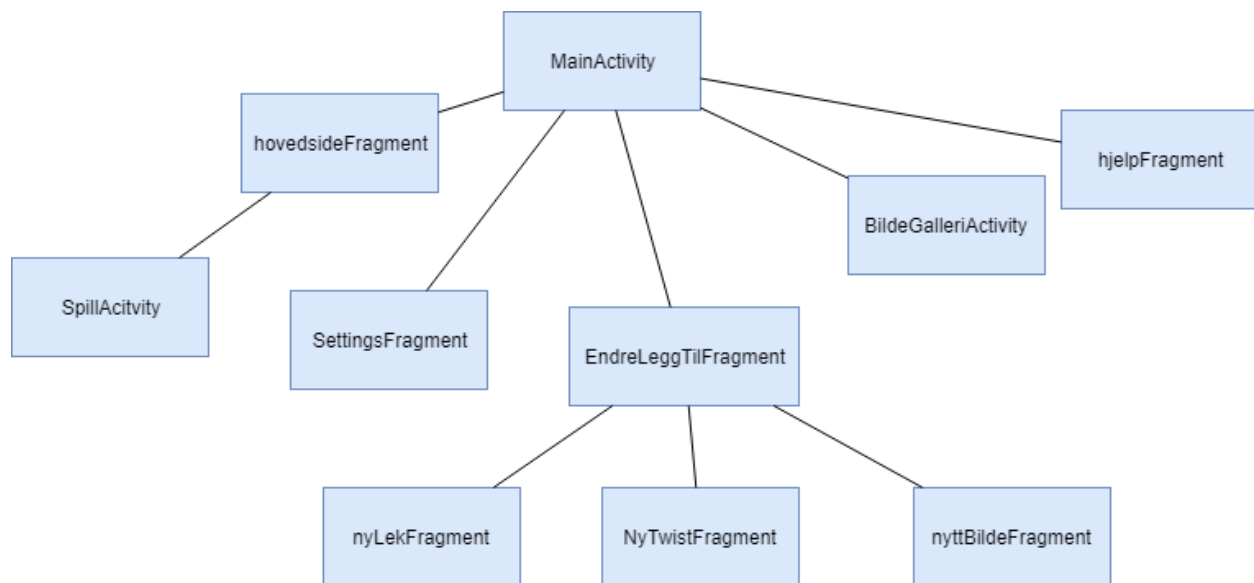 MainActivity
hovedsideFragment
hjelpFragment
BildeGalleriActivity
SpillAcitvity
SettingsFragment
EndreLeggTilFragment
nyLekFragment
NyTwistFragment
nyttBildeFragment